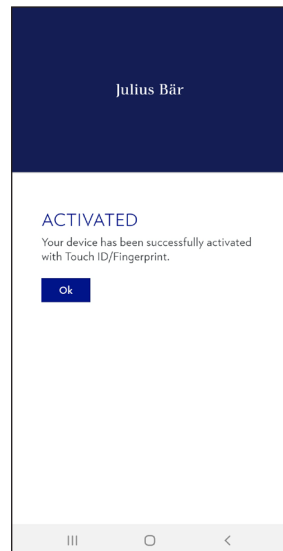 Julius Bär
ACTIVATED
Your device has been successfully activated
with Touch ID/Fingerprint.
Ok